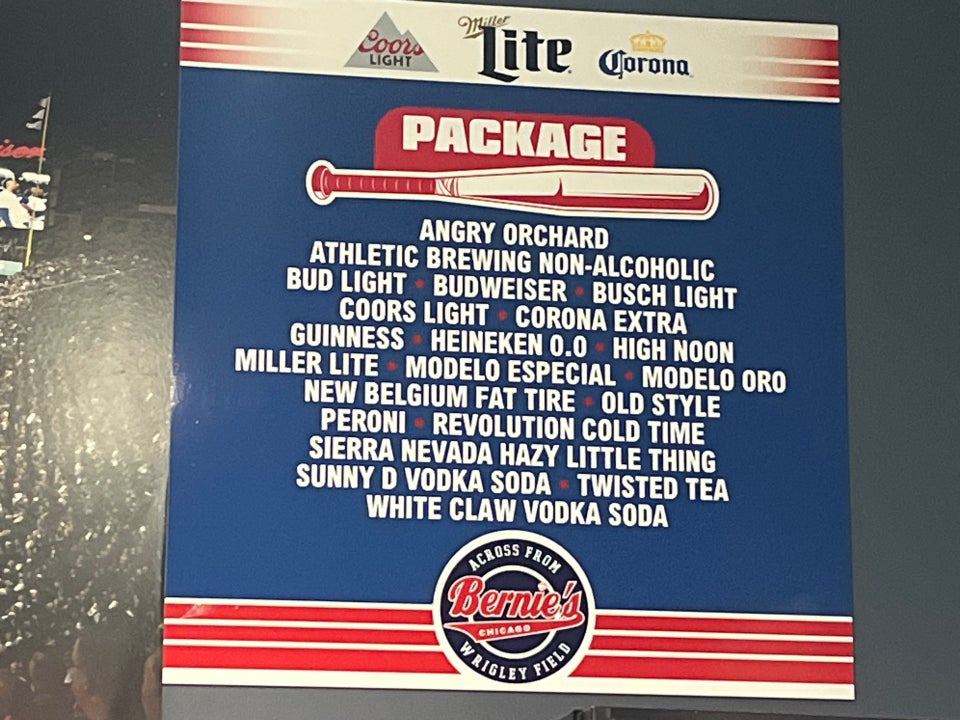 Coors LIGHT Miller Lite Corona
PACKAGE
ANGRY ORCHARD
ATHLETIC BREWING NON-ALCOHOLIC
BUD LIGHT • BUDWEISER • BUSCH LIGHT
COORS LIGHT • CORONA EXTRA
GUINNESS • HEINEKEN 0.0 • HIGH NOON
MILLER LITE • MODELO ESPECIAL • MODELO ORO
NEW BELGIUM FAT TIRE • OLD STYLE
PERONI • REVOLUTION COLD TIME
SIERRA NEVADA HAZY LITTLE THING
SUNNY D VODKA SODA • TWISTED TEA
WHITE CLAW VODKA SODA
ACROSS FROM
Bernie's
CHICAGO
WRIGLEY FIELD